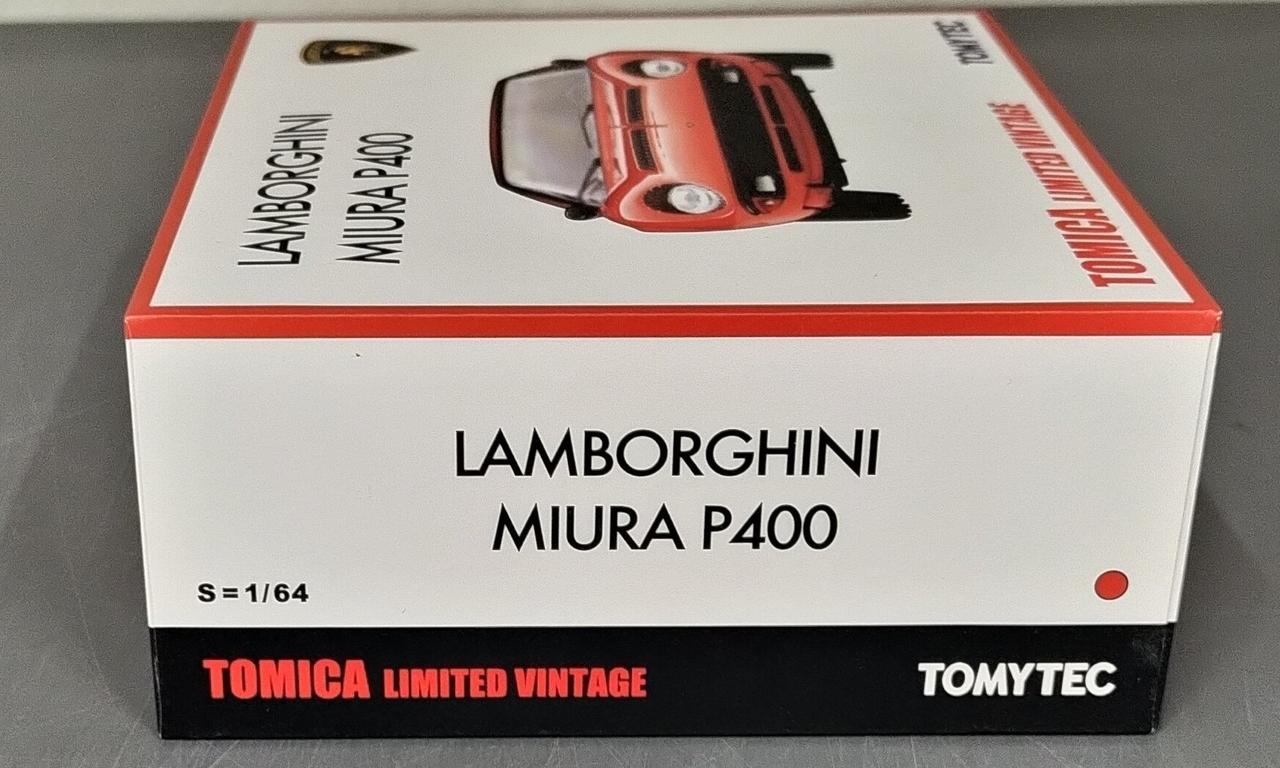 LAMBORGHINI
MIURA P400
TOMYTEC
TOMICA LIMITED VINTAGE
LAMBORGHINI
MIURA P400
S=1/64
TOMICA LIMITED VINTAGE
TOMYTEC